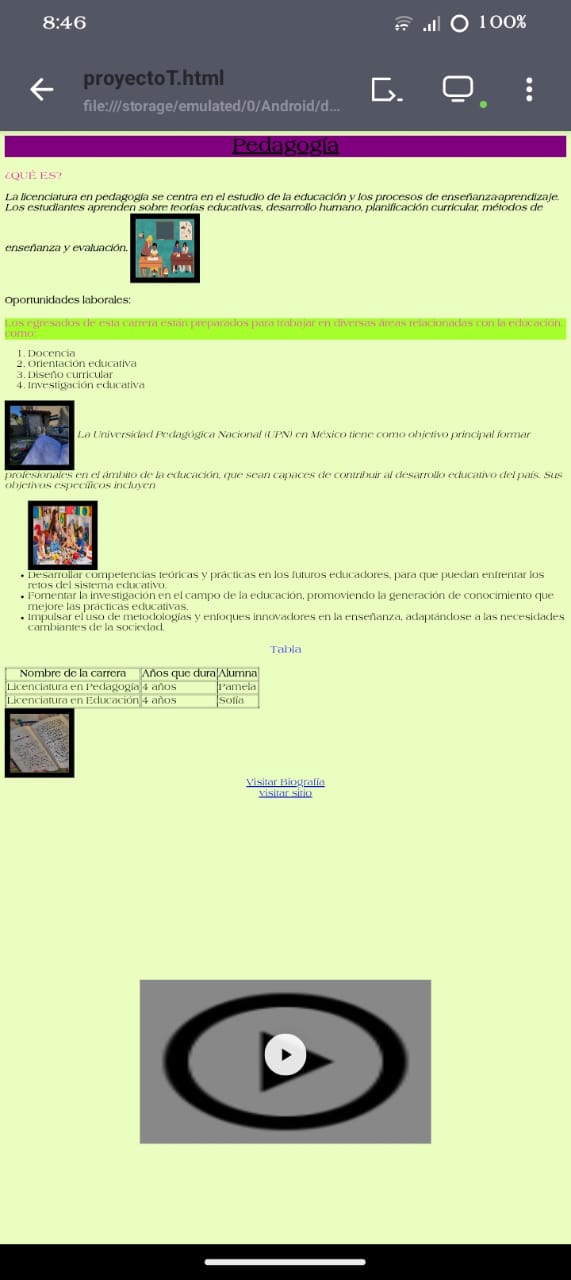 8:46
100%
proyectoT.html
file:///storage/emulated/0/Android/d...
Pedagogía
¿QUÉ ES?
La licenciatura en pedagogía se centra en el estudio de la educación y los procesos de enseñanza-aprendizaje.
Los estudiantes aprenden sobre teorías educativas, desarrollo humano, planificación curricular, métodos de
enseñanza y evaluación.
Oportunidades laborales:
Los egresados de esta carrera están preparados para trabajar en diversas áreas relacionadas con la educación,
como:
1. Docencia
2. Orientación educativa
3. Diseño curricular
4. Investigación educativa
La Universidad Pedagógica Nacional (UPN) en México tiene como objetivo principal formar
profesionales en el ámbito de la educación, que sean capaces de contribuir al desarrollo educativo del país. Sus
objetivos específicos incluyen
• Desarrollar competencias teóricas y prácticas en los futuros educadores, para que puedan enfrentar los
retos del sistema educativo.
• Fomentar la investigación en el campo de la educación, promoviendo la generación de conocimiento que
mejore las prácticas educativas.
• Impulsar el uso de metodologías y enfoques innovadores en la enseñanza, adaptándose a las necesidades
cambiantes de la sociedad.
Tabla
Nombre de la carrera Años que dura Alumna
Licenciatura en Pedagogía 4 años Pamela
Licenciatura en Educación 4 años Sofía
Visitar Biografía
Visitar sitio